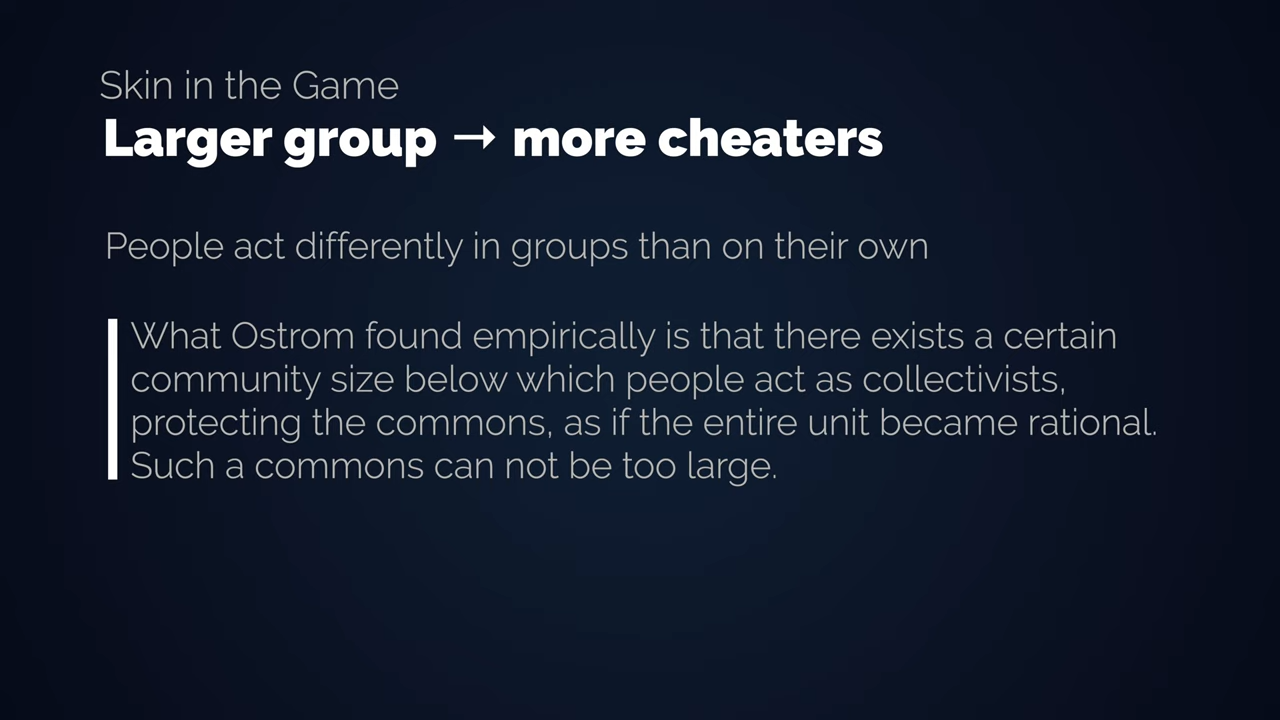 Skin in the Game
Larger group → more cheaters
People act differently in groups than on their own
What Ostrom found empirically is that there exists a certain
community size below which people act as collectivists,
protecting the commons, as if the entire unit became rational.
Such a commons can not be too large.